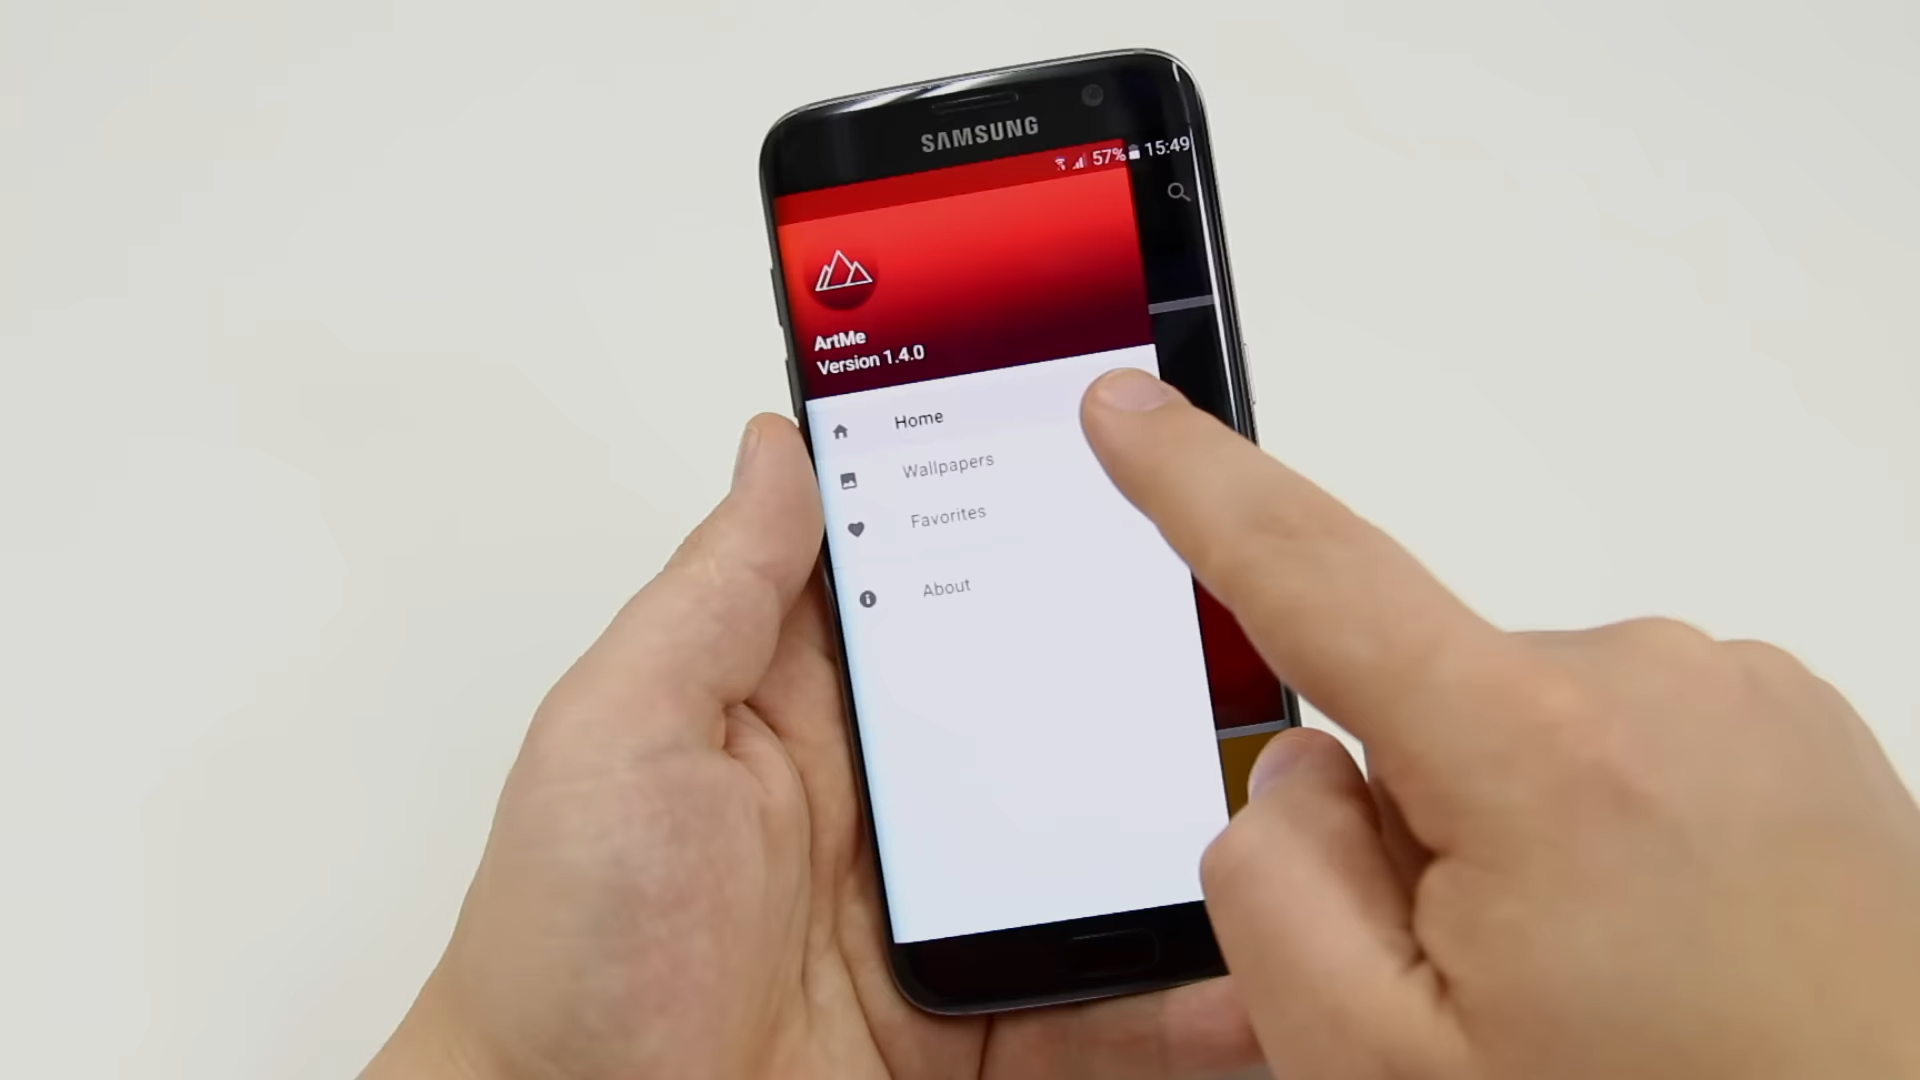 SAMSUNG
57% 15:49
ArtMe
Version 1.4.0
Home
Wallpapers
Favorites
About